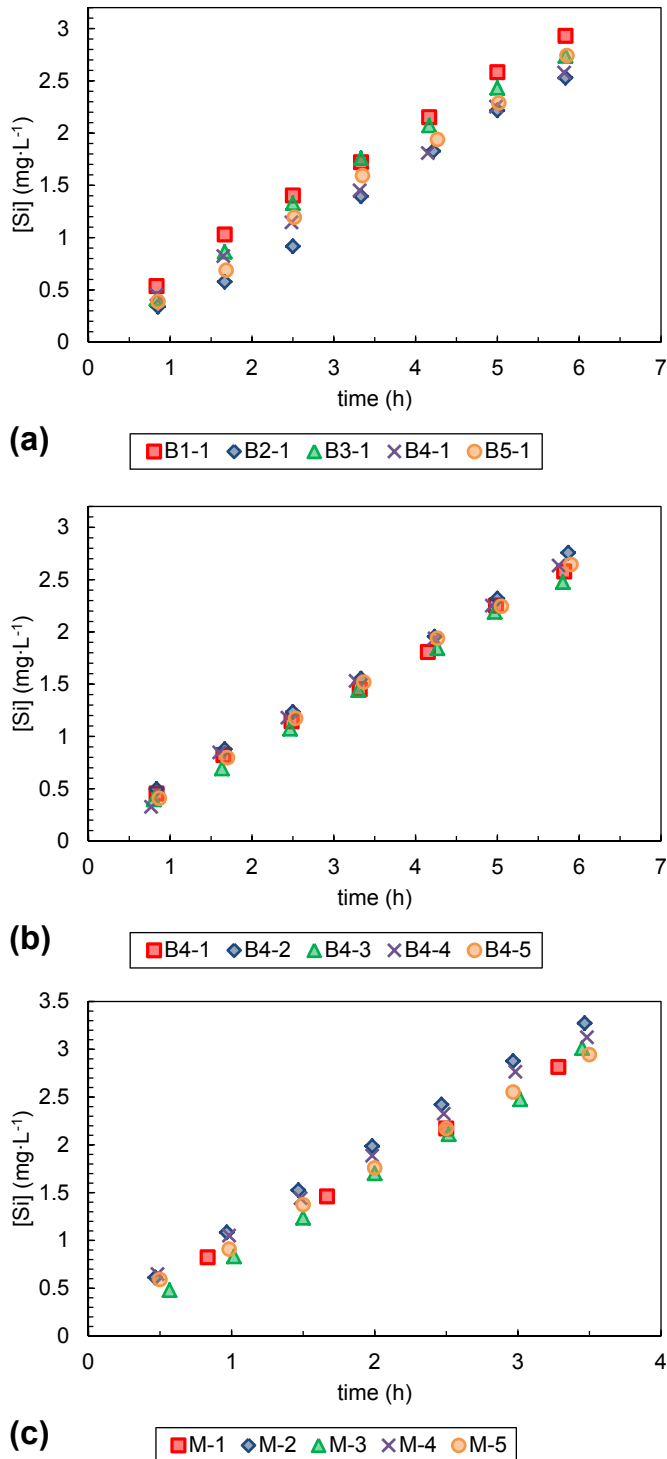 3
2.5
2
1.5
1
0.5
0
[Si] (mg·L-1)
0 1 2 3 4 5 6 7
time (h)
(a)
B1-1 B2-1 B3-1 B4-1 B5-1
3
2.5
2
1.5
1
0.5
0
[Si] (mg·L-1)
0 1 2 3 4 5 6 7
time (h)
(b)
B4-1 B4-2 B4-3 B4-4 B4-5
3.5
3
2.5
2
1.5
1
0.5
0
[Si] (mg·L-1)
0 1 2 3 4
time (h)
(c)
M-1 M-2 M-3 M-4 M-5